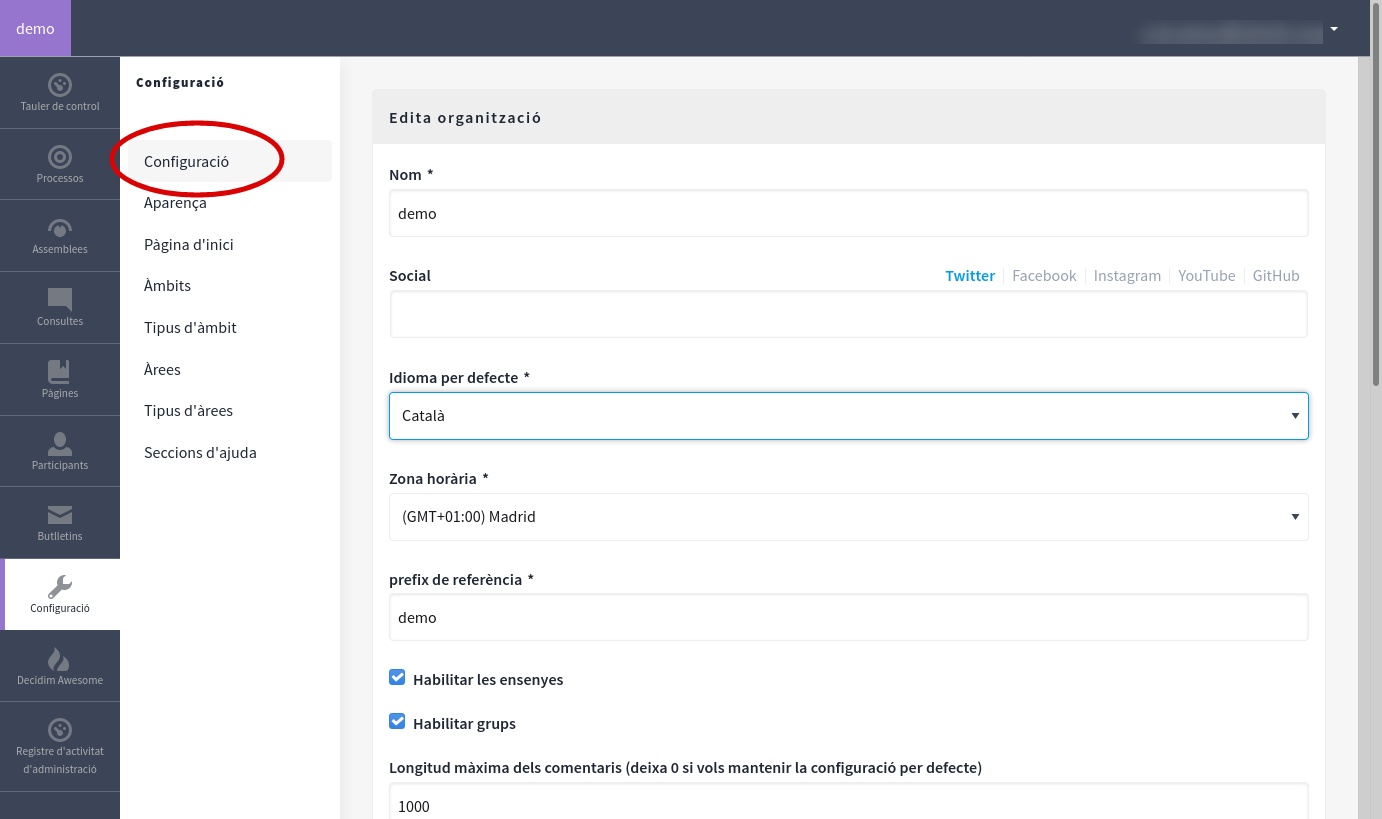 demo
Tauler de control
Processos
Assemblees
Consultes
Pàgines
Participants
Butlletins
Configuració
Decidim Awesome
Registre d'activitat
d'administració
Configuració
Configuració
Aparença
Pàgina d'inici
Àmbits
Tipus d'àmbit
Àrees
Tipus d'àrees
Seccions d'ajuda
Edita organització
Nom *
demo
Social Twitter Facebook Instagram YouTube GitHub
Idioma per defecte *
Català
Zona horària *
(GMT+01:00) Madrid
prefix de referència *
demo
Habilitar les ensenyes
Habilitar grups
Longitud màxima dels comentaris (deixa 0 si vols mantenir la configuració per defecte)
1000